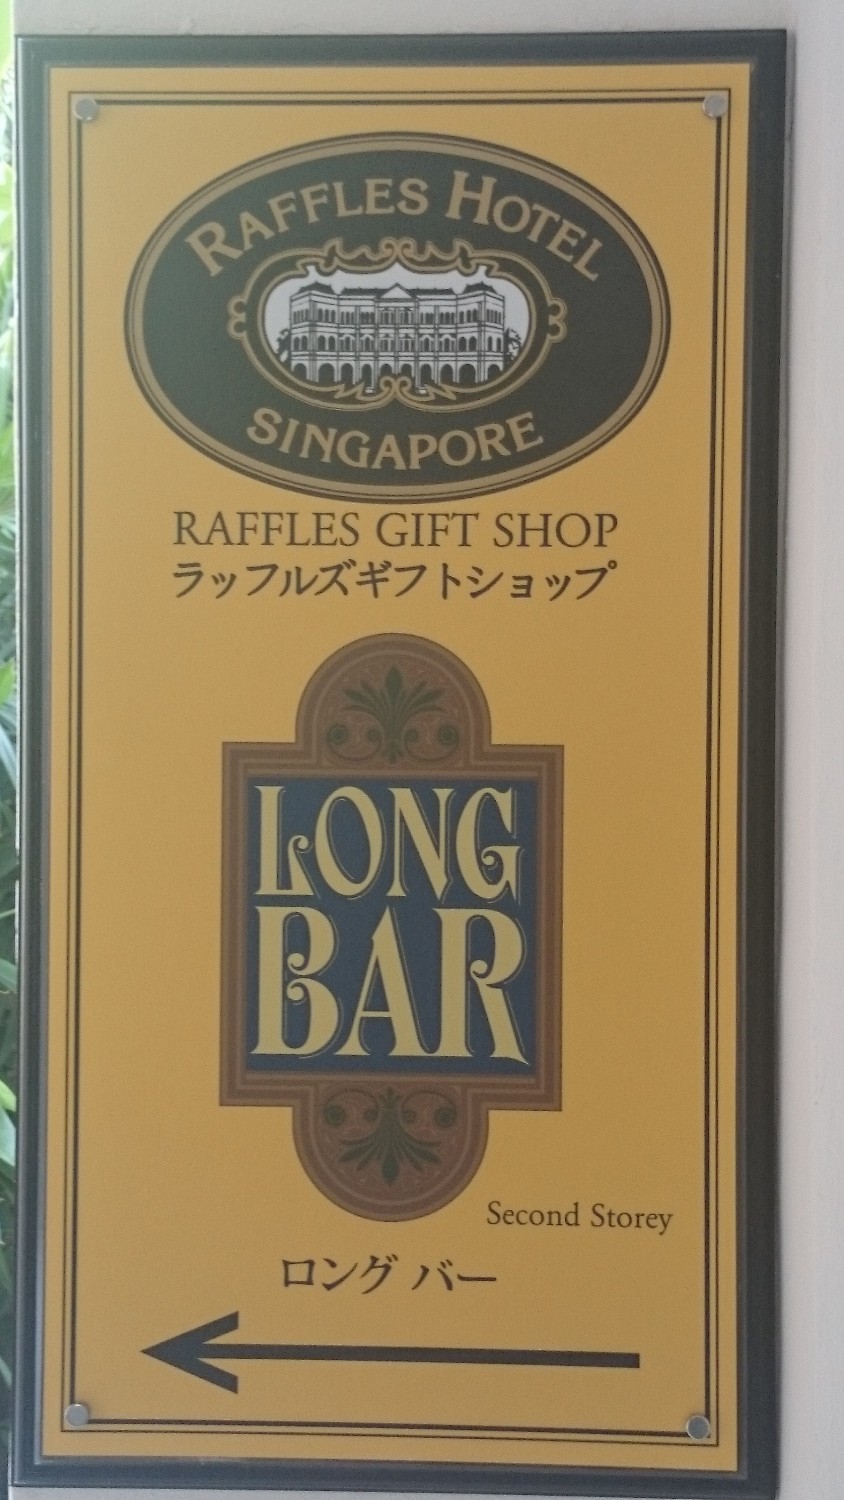 RAFFLES HOTEL
SINGAPORE
RAFFLES GIFT SHOP
ラッフルズギフトショップ
LONG
BAR
Second Storey
ロング バー